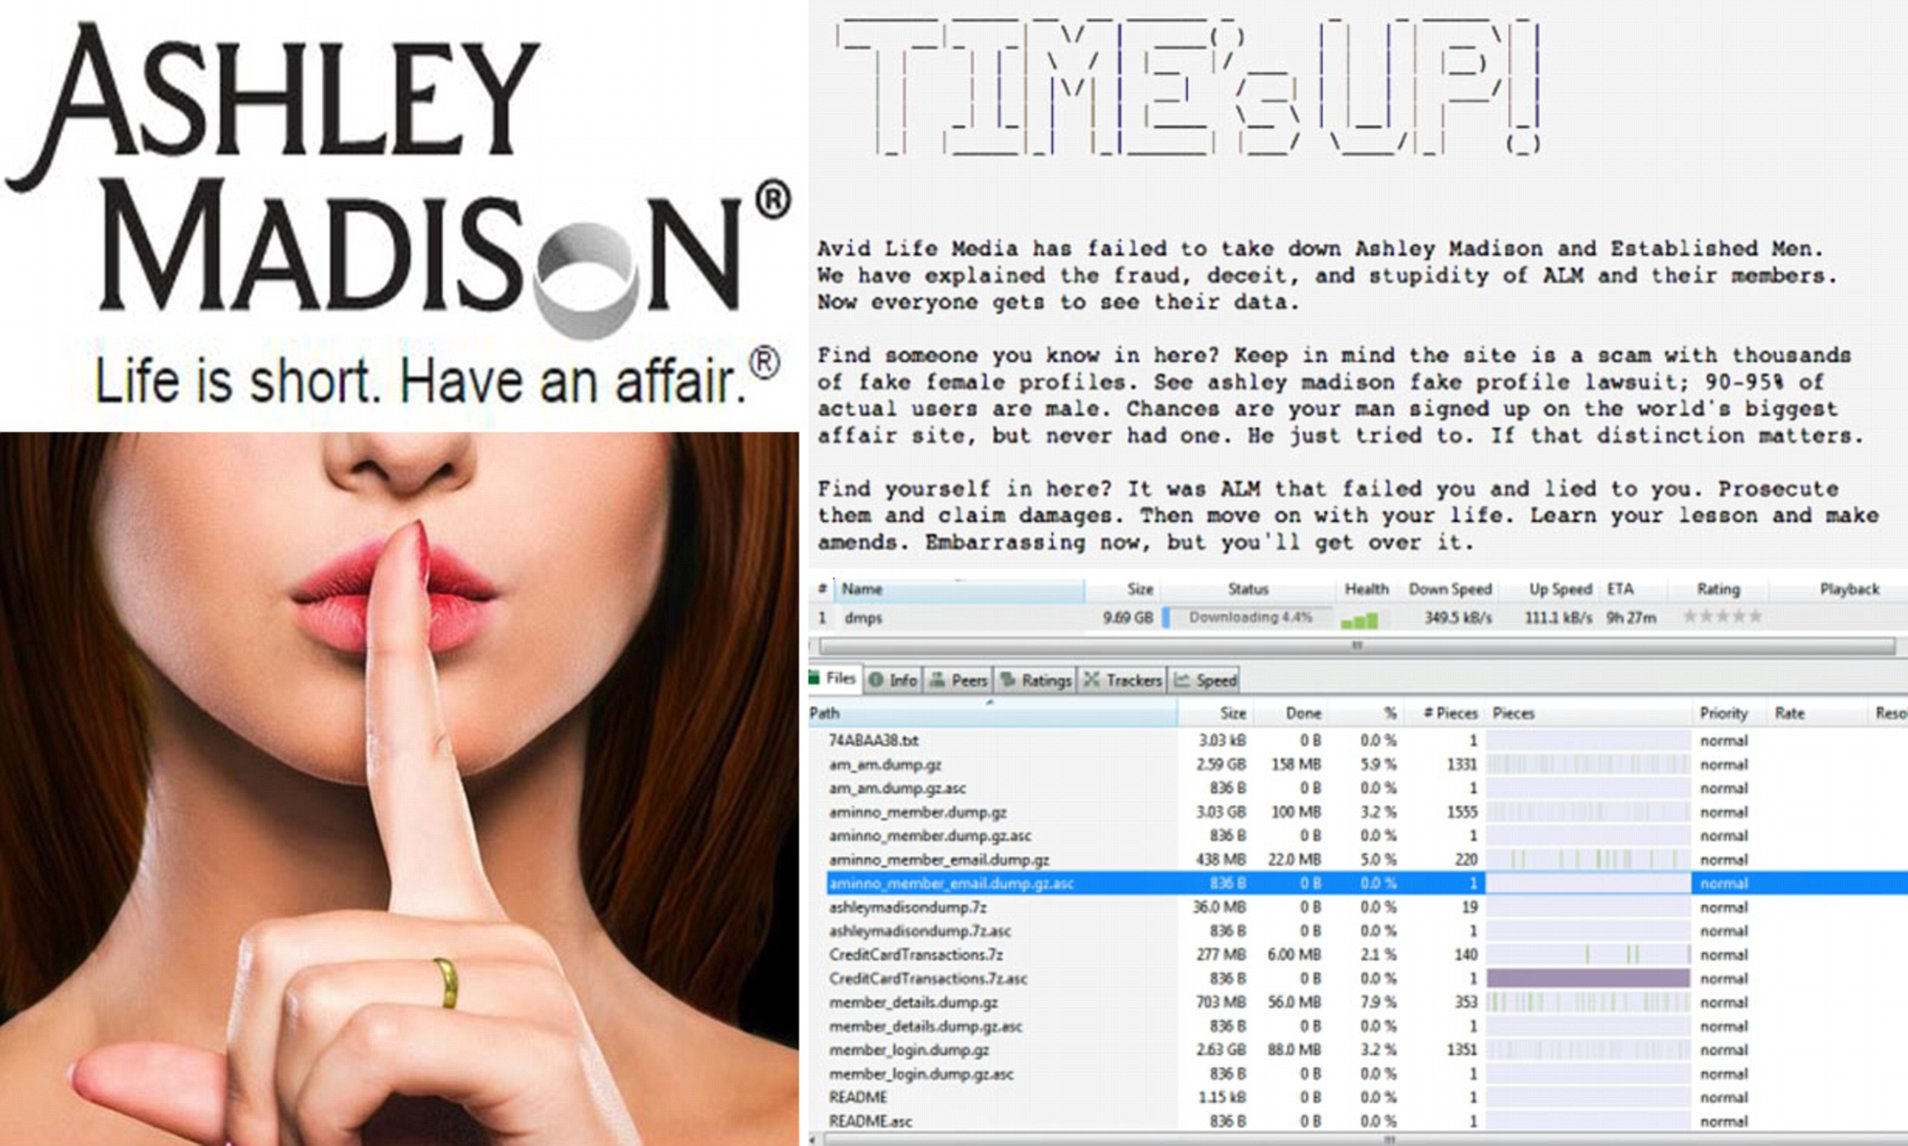 ASHLEY
MADISON®
Life is short. Have an affair.®
TIME's UP!
Avid Life Media has failed to take down Ashley Madison and Established Men.
We have explained the fraud, deceit, and stupidity of ALM and their members.
Now everyone gets to see their data.
Find someone you know in here? Keep in mind the site is a scam with thousands
of fake female profiles. See ashley madison fake profile lawsuit; 90-95% of
actual users are male. Chances are your man signed up on the world's biggest
affair site, but never had one. He just tried to. If that distinction matters.
Find yourself in here? It was ALM that failed you and lied to you. Prosecute
them and claim damages. Then move on with your life. Learn your lesson and make
amends. Embarrassing now, but you'll get over it.
# Name Size Status Health Down Speed Up Speed ETA Rating Playback
1 dmps 9.69 GB Downloading 4.4% 349.5 kB/s 111.1 kB/s 9h 27m
Files Info Peers Ratings Trackers Speed
Path Size Done % # Pieces Pieces Priority Rate Reso
74ABAA38.txt 3.03 kB 0 B 0.0 % 1 normal
am_am.dump.gz 2.59 GB 158 MB 5.9 % 1331 normal
am_am.dump.gz.asc 836 B 0 B 0.0 % 1 normal
aminno_member.dump.gz 3.03 GB 100 MB 3.2 % 1555 normal
aminno_member.dump.gz.asc 836 B 0 B 0.0 % 1 normal
aminno_member_email.dump.gz 438 MB 22.0 MB 5.0 % 220 normal
aminno_member_email.dump.gz.asc 836 B 0 B 0.0 % 1 normal
ashleymadisondump.7z 36.0 MB 0 B 0.0 % 19 normal
ashleymadisondump.7z.asc 836 B 0 B 0.0 % 1 normal
CreditCardTransactions.7z 277 MB 6.00 MB 2.1 % 140 normal
CreditCardTransactions.7z.asc 836 B 0 B 0.0 % 1 normal
member_details.dump.gz 703 MB 56.0 MB 7.9 % 353 normal
member_details.dump.gz.asc 836 B 0 B 0.0 % 1 normal
member_login.dump.gz 2.63 GB 88.0 MB 3.2 % 1351 normal
member_login.dump.gz.asc 836 B 0 B 0.0 % 1 normal
README 1.15 kB 0 B 0.0 % 1 normal
README.asc 836 B 0 B 0.0 % 1 normal